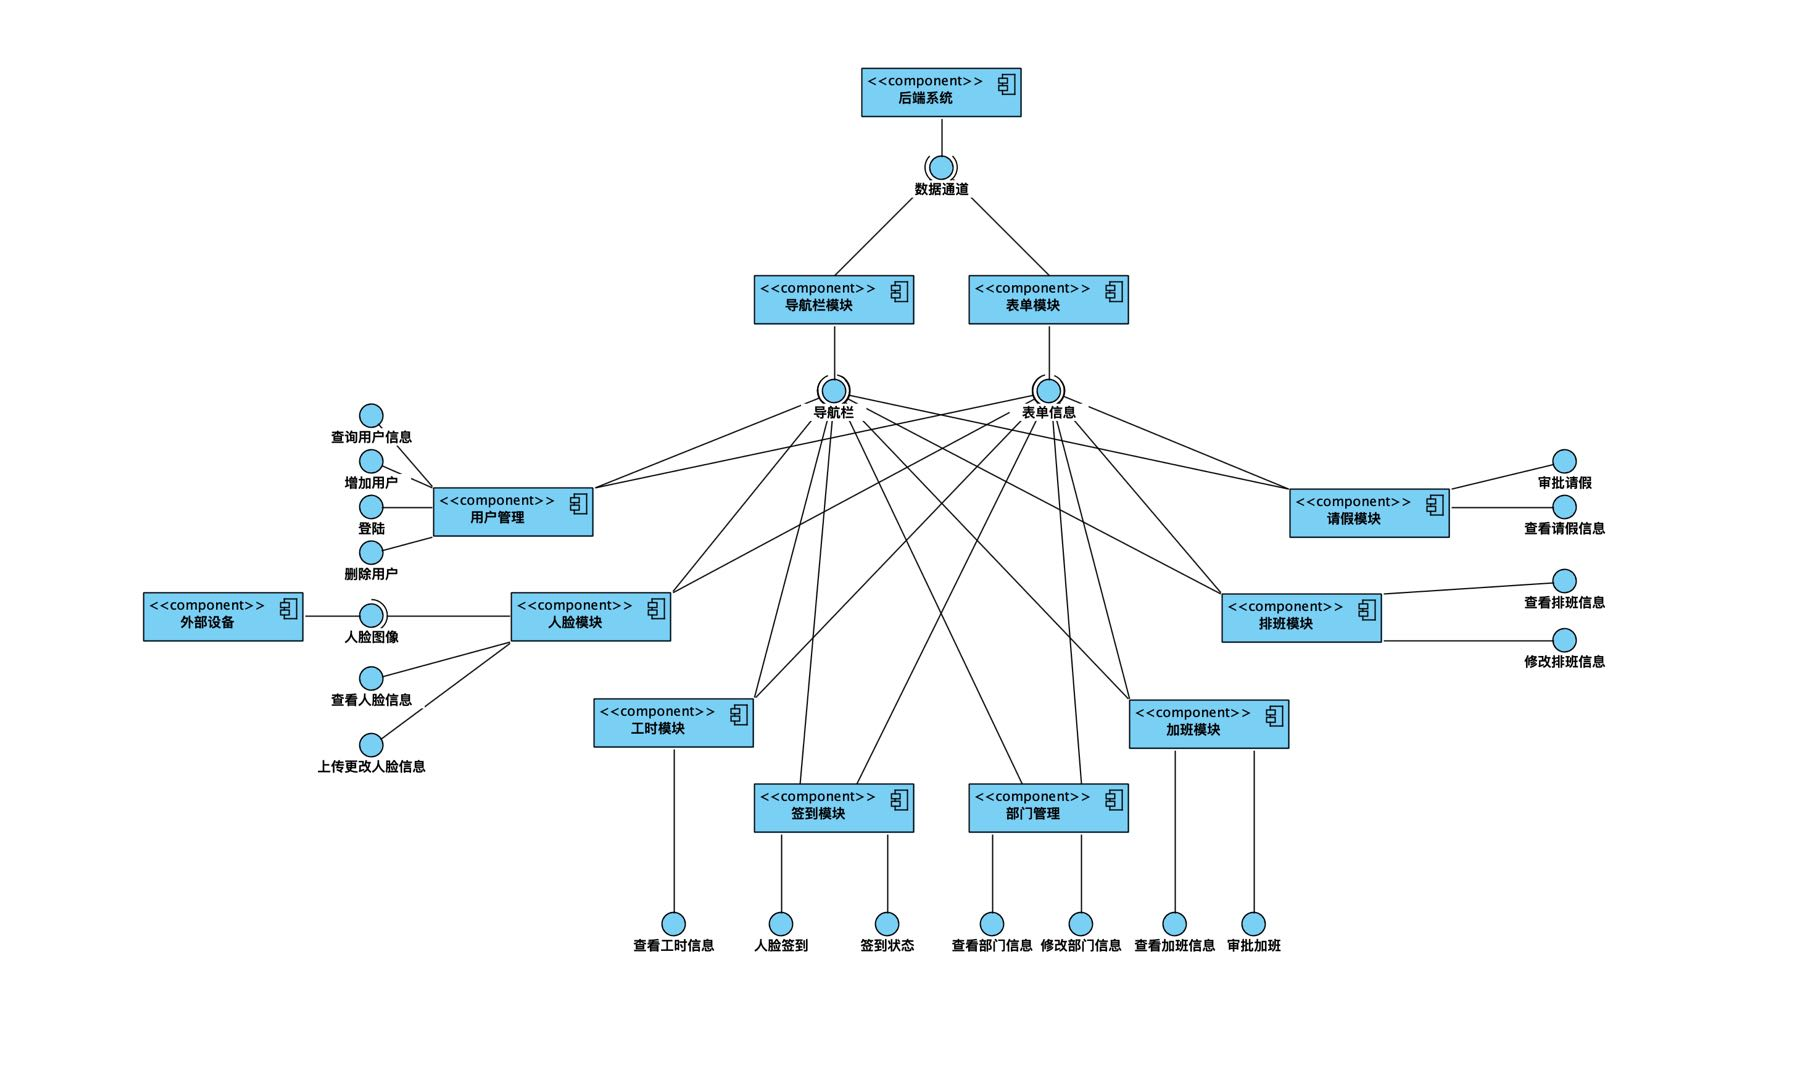 <<component>>
后端系统
数据通道
<<component>>
导航栏模块
<<component>>
表单模块
导航栏
表单信息
查询用户信息
增加用户
登陆
删除用户
<<component>>
用户管理
<<component>>
请假模块
审批请假
查看请假信息
<<component>>
外部设备
人脸图像
<<component>>
人脸模块
查看人脸信息
上传更改人脸信息
<<component>>
排班模块
查看排班信息
修改排班信息
<<component>>
工时模块
<<component>>
加班模块
<<component>>
签到模块
<<component>>
部门管理
查看工时信息
人脸签到
签到状态
查看部门信息
修改部门信息
查看加班信息
审批加班